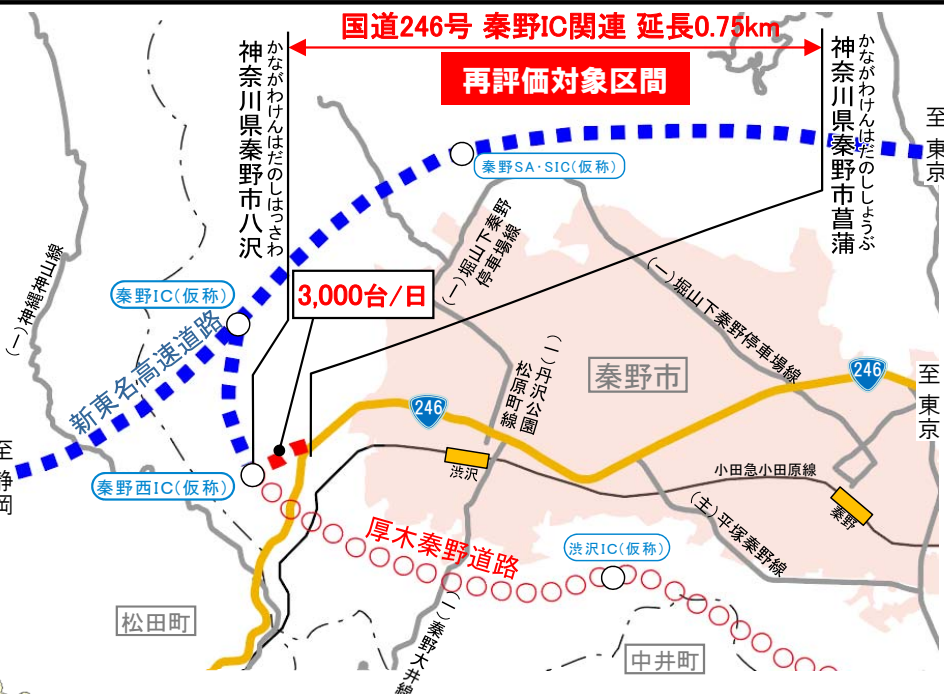 国道246号 秦野IC関連 延長0.75km
再評価対象区間
かながわけんはだのしはっさわ
神奈川県秦野市八沢
かながわけんはだのししょうぶ
神奈川県秦野市菖蒲
至 東京
秦野SA・SIC(仮称)
(一)堀山下秦野
停車場線
(一)神縄神山線
秦野IC(仮称)
3,000台/日
(一)堀山下秦野停車場線
新東名高速道路
(一)丹沢公園
松原町線
秦野市
246
至 東京
246
至 静岡
渋沢
小田急小田原線
秦野西IC(仮称)
秦野
(主)平塚秦野線
厚木秦野道路
渋沢IC(仮称)
(一)秦野大井線
松田町
中井町